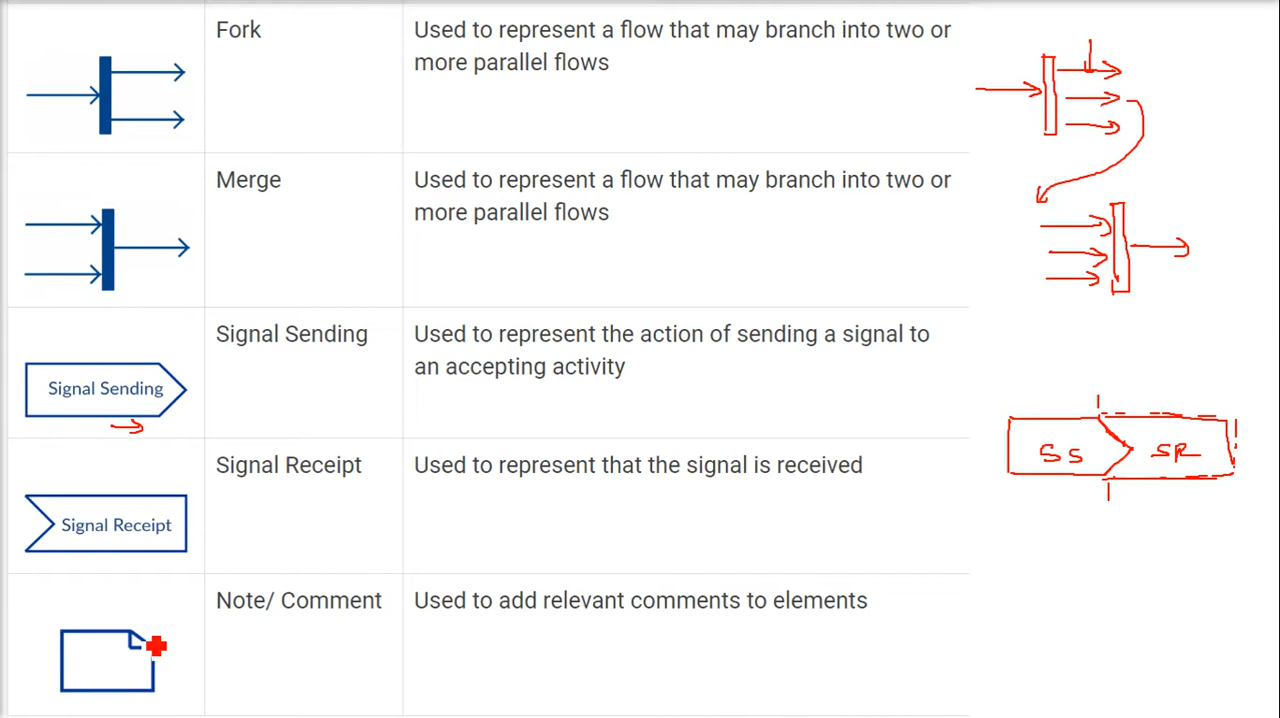 Fork
Used to represent a flow that may branch into two or
more parallel flows
Merge
Used to represent a flow that may branch into two or
more parallel flows
Signal Sending
Used to represent the action of sending a signal to
an accepting activity
Signal Sending
SS
SR
Signal Receipt
Used to represent that the signal is received
Signal Receipt
Note/ Comment
Used to add relevant comments to elements